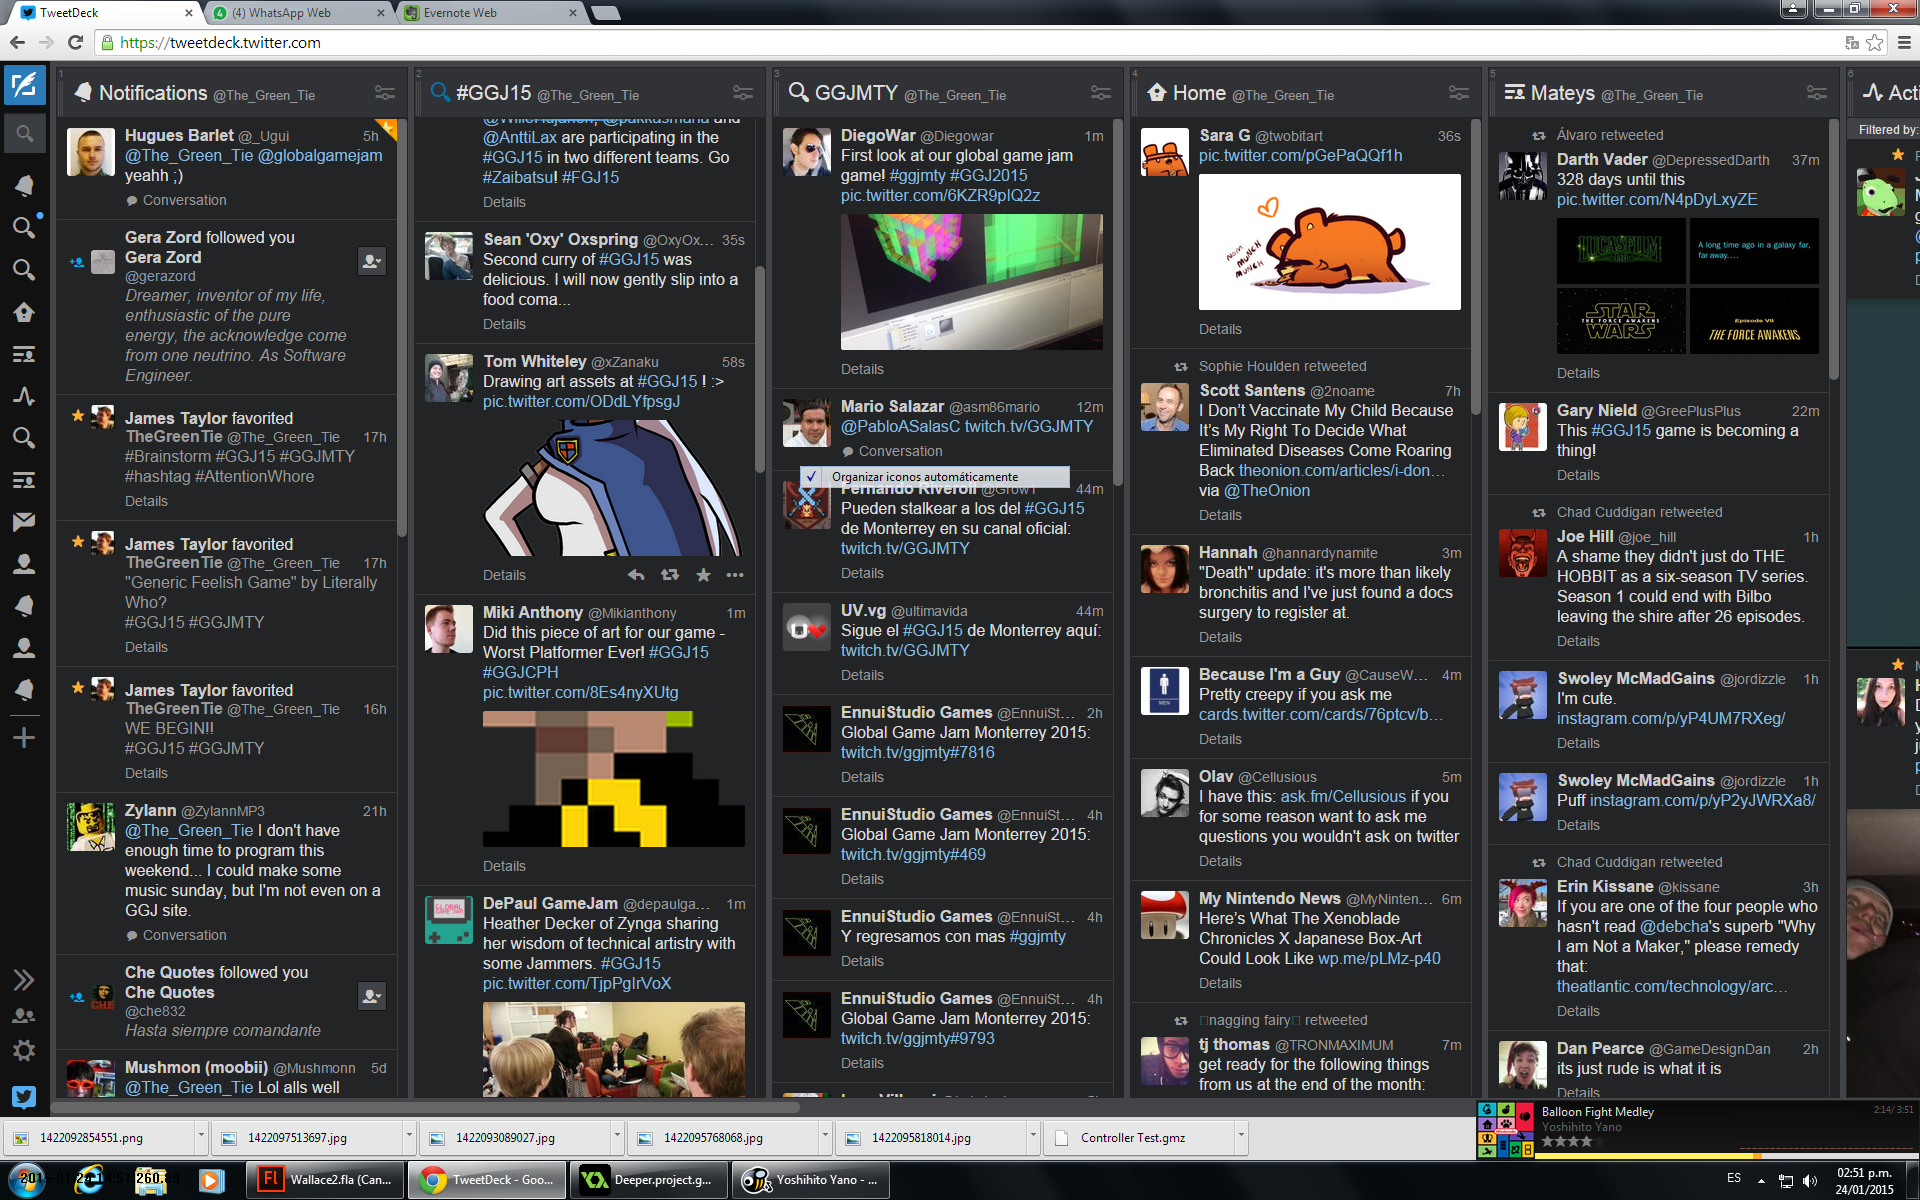 TweetDeck
(4) WhatsApp Web
Evernote Web
https://tweetdeck.twitter.com
1
Notifications @The_Green_Tie
Hugues Barlet @_Ugui 5h
@The_Green_Tie @globalgamejam
yeahh ;)
Conversation
Gera Zord followed you
Gera Zord
@gerazord
Dreamer, inventor of my life,
enthusiastic of the pure
energy, the acknowledge come
from one neutrino. As Software
Engineer.
James Taylor favorited
TheGreenTie @The_Green_Tie 17h
#Brainstorm #GGJ15 #GGJMTY
#hashtag #AttentionWhore
Details
James Taylor favorited
TheGreenTie @The_Green_Tie 17h
"Generic Feelish Game" by Literally
Who?
#GGJ15 #GGJMTY
Details
James Taylor favorited
TheGreenTie @The_Green_Tie 16h
WE BEGIN!!
#GGJ15 #GGJMTY
Details
Zylann @ZylannMP3 21h
@The_Green_Tie I don't have
enough time to program this
weekend... I could make some
music sunday, but I'm not even on a
GGJ site.
Conversation
Che Quotes followed you
Che Quotes
@che832
Hasta siempre comandante
CHE
Mushmon (moobii) @Mushmonn 5d
@The_Green_Tie Lol alls well
2
#GGJ15 @The_Green_Tie
@AnttiLax are participating in the
#GGJ15 in two different teams. Go
#Zaibatsu! #FGJ15
Details
Sean 'Oxy' Oxspring @OxyOx... 35s
Second curry of #GGJ15 was
delicious. I will now gently slip into a
food coma...
Details
Tom Whiteley @xZanaku 58s
Drawing art assets at #GGJ15 ! :>
pic.twitter.com/ODdLYfpsgJ
Details
Miki Anthony @Mikianthony 1m
Did this piece of art for our game -
Worst Platformer Ever! #GGJ15
#GGJCPH
pic.twitter.com/8Es4nyXUtg
Details
DePaul GameJam @depaulga... 1m
Heather Decker of Zynga sharing
her wisdom of technical artistry with
some Jammers. #GGJ15
pic.twitter.com/TjpPgIrVoX
3
GGJMTY @The_Green_Tie
DiegoWar @Diegowar 1m
First look at our global game jam
game! #ggjmty #GGJ2015
pic.twitter.com/6KZR9pIQ2z
Details
Mario Salazar @asm86mario 12m
@PabloASalasC twitch.tv/GGJMTY
Conversation
Organizar iconos automáticamente
Fernando Riveroll @Grow1 44m
Pueden stalkear a los del #GGJ15
de Monterrey en su canal oficial:
twitch.tv/GGJMTY
Details
UV.vg @ultimavida 44m
Sigue el #GGJ15 de Monterrey aquí:
twitch.tv/GGJMTY
Details
EnnuiStudio Games @EnnuiSt... 2h
Global Game Jam Monterrey 2015:
twitch.tv/ggjmty#7816
Details
EnnuiStudio Games @EnnuiSt... 4h
Global Game Jam Monterrey 2015:
twitch.tv/ggjmty#469
Details
EnnuiStudio Games @EnnuiSt... 4h
Y regresamos con mas #ggjmty
Details
EnnuiStudio Games @EnnuiSt... 4h
Global Game Jam Monterrey 2015:
twitch.tv/ggjmty#9793
Details
4
Home @The_Green_Tie
Sara G @twobitart 36s
pic.twitter.com/pGePaQQf1h
NOM
MUNCH
MUNCH
Details
Sophie Houlden retweeted
Scott Santens @2noame 7h
I Don't Vaccinate My Child Because
It's My Right To Decide What
Eliminated Diseases Come Roaring
Back theonion.com/articles/i-don...
via @TheOnion
Details
Hannah @hannardynamite 3m
"Death" update: it's more than likely
bronchitis and I've just found a docs
surgery to register at.
Details
Because I'm a Guy @CauseW... 4m
Pretty creepy if you ask me
cards.twitter.com/cards/76ptcv/b...
Details
MEN
Olav @Cellusious 5m
I have this: ask.fm/Cellusious if you
for some reason want to ask me
questions you wouldn't ask on twitter
Details
My Nintendo News @MyNinten... 6m
Here's What The Xenoblade
Chronicles X Japanese Box-Art
Could Look Like wp.me/pLMz-p40
Details
nagging fairy retweeted
tj thomas @TRONMAXIMUM 7m
get ready for the following things
from us at the end of the month:
5
Mateys @The_Green_Tie
Álvaro retweeted
Darth Vader @DepressedDarth 37m
328 days until this
pic.twitter.com/N4pDyLxyZE
LUCASFILM
A long time ago in a galaxy far,
far away....
STAR WARS
THE FORCE AWAKENS
Episode VII
THE FORCE AWAKENS
Details
Gary Nield @GreePlusPlus 22m
This #GGJ15 game is becoming a
thing!
Details
Chad Cuddigan retweeted
Joe Hill @joe_hill 1h
A shame they didn't just do THE
HOBBIT as a six-season TV series.
Season 1 could end with Bilbo
leaving the shire after 26 episodes.
Details
Swoley McMadGains @jordizzle 1h
I'm cute.
instagram.com/p/yP4UM7RXeg/
Details
Swoley McMadGains @jordizzle 1h
Puff instagram.com/p/yP2yJWRXa8/
Details
Chad Cuddigan retweeted
Erin Kissane @kissane 3h
If you are one of the four people who
hasn't read @debcha's superb "Why
I am Not a Maker," please remedy
that:
theatlantic.com/technology/arc...
Details
Dan Pearce @GameDesignDan 2h
its just rude is what it is
Details
6
Acti
Filtered by:
1422092854551.png
1422097513697.jpg
1422093089027.jpg
1422095768068.jpg
1422095818014.jpg
Controller Test.gmz
Balloon Fight Medley
Yoshihito Yano
2:14/ 3:51
Wallace2.fla (Can...
TweetDeck - Goo...
Deeper.project.g...
Yoshihito Yano - ...
ES
02:51 p.m.
24/01/2015